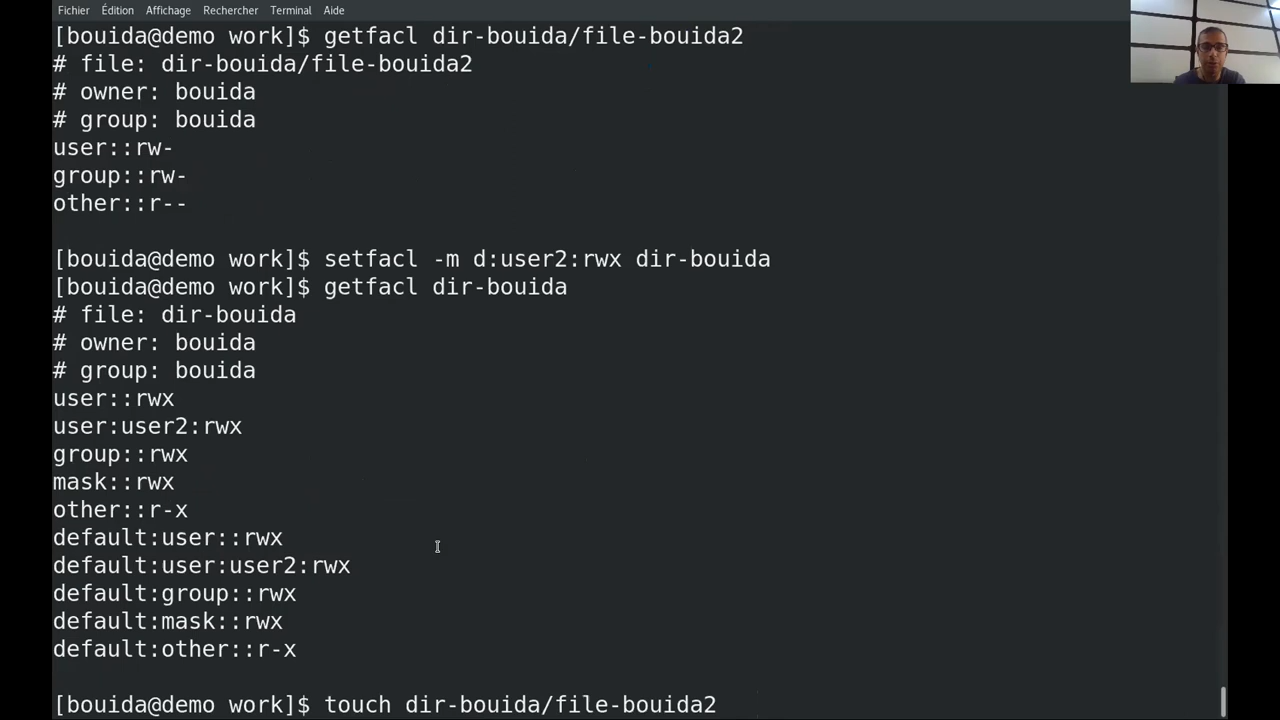 Fichier Édition Affichage Rechercher Terminal Aide
[bouida@demo work]$ getfacl dir-bouida/file-bouida2
# file: dir-bouida/file-bouida2
# owner: bouida
# group: bouida
user::rw-
group::rw-
other::r--
[bouida@demo work]$ setfacl -m d:user2:rwx dir-bouida
[bouida@demo work]$ getfacl dir-bouida
# file: dir-bouida
# owner: bouida
# group: bouida
user::rwx
user:user2:rwx
group::rwx
mask::rwx
other::r-x
default:user::rwx
default:user:user2:rwx
default:group::rwx
default:mask::rwx
default:other::r-x
[bouida@demo work]$ touch dir-bouida/file-bouida2